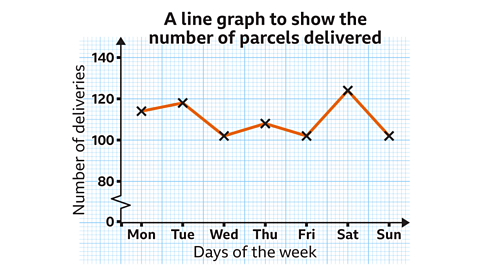 A line graph to show the
number of parcels delivered
Number of deliveries
140
120
100
80
0
Mon Tue Wed Thu Fri Sat Sun
Days of the week